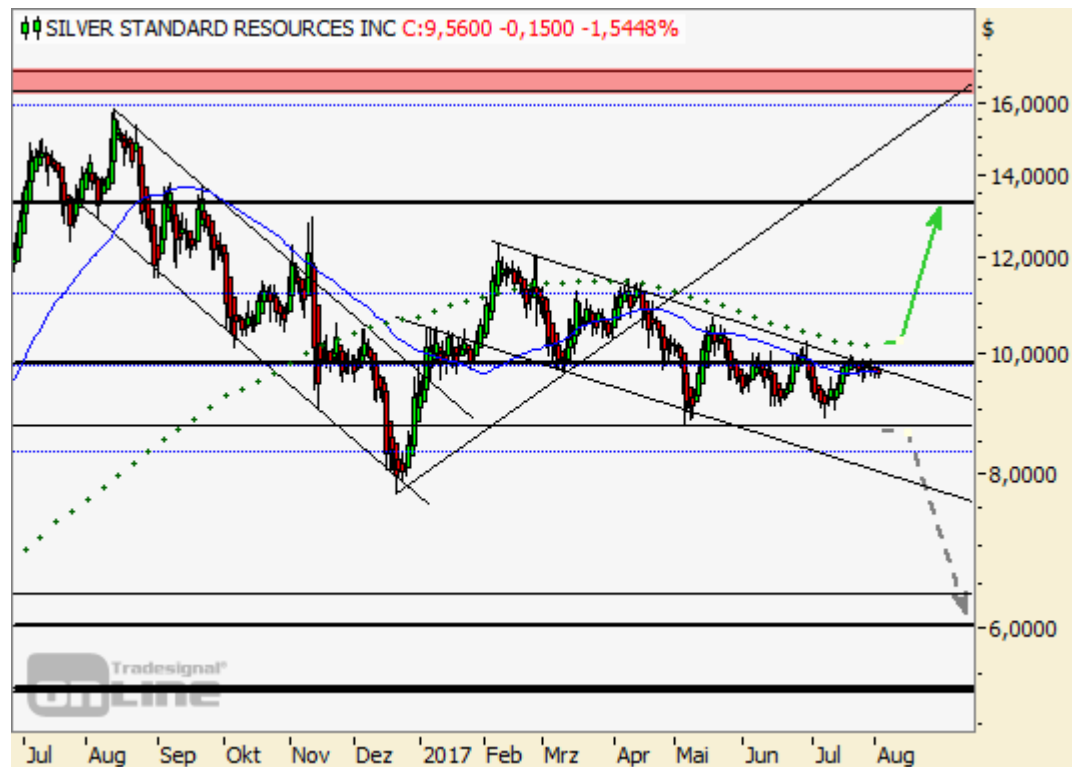 SILVER STANDARD RESOURCES INC C:9,5600 -0,1500 -1,5448%
$
16,0000
14,0000
12,0000
10,0000
8,0000
6,0000
Tradesignal®
onLINE
Jul Aug Sep Okt Nov Dez 2017 Feb Mrz Apr Mai Jun Jul Aug